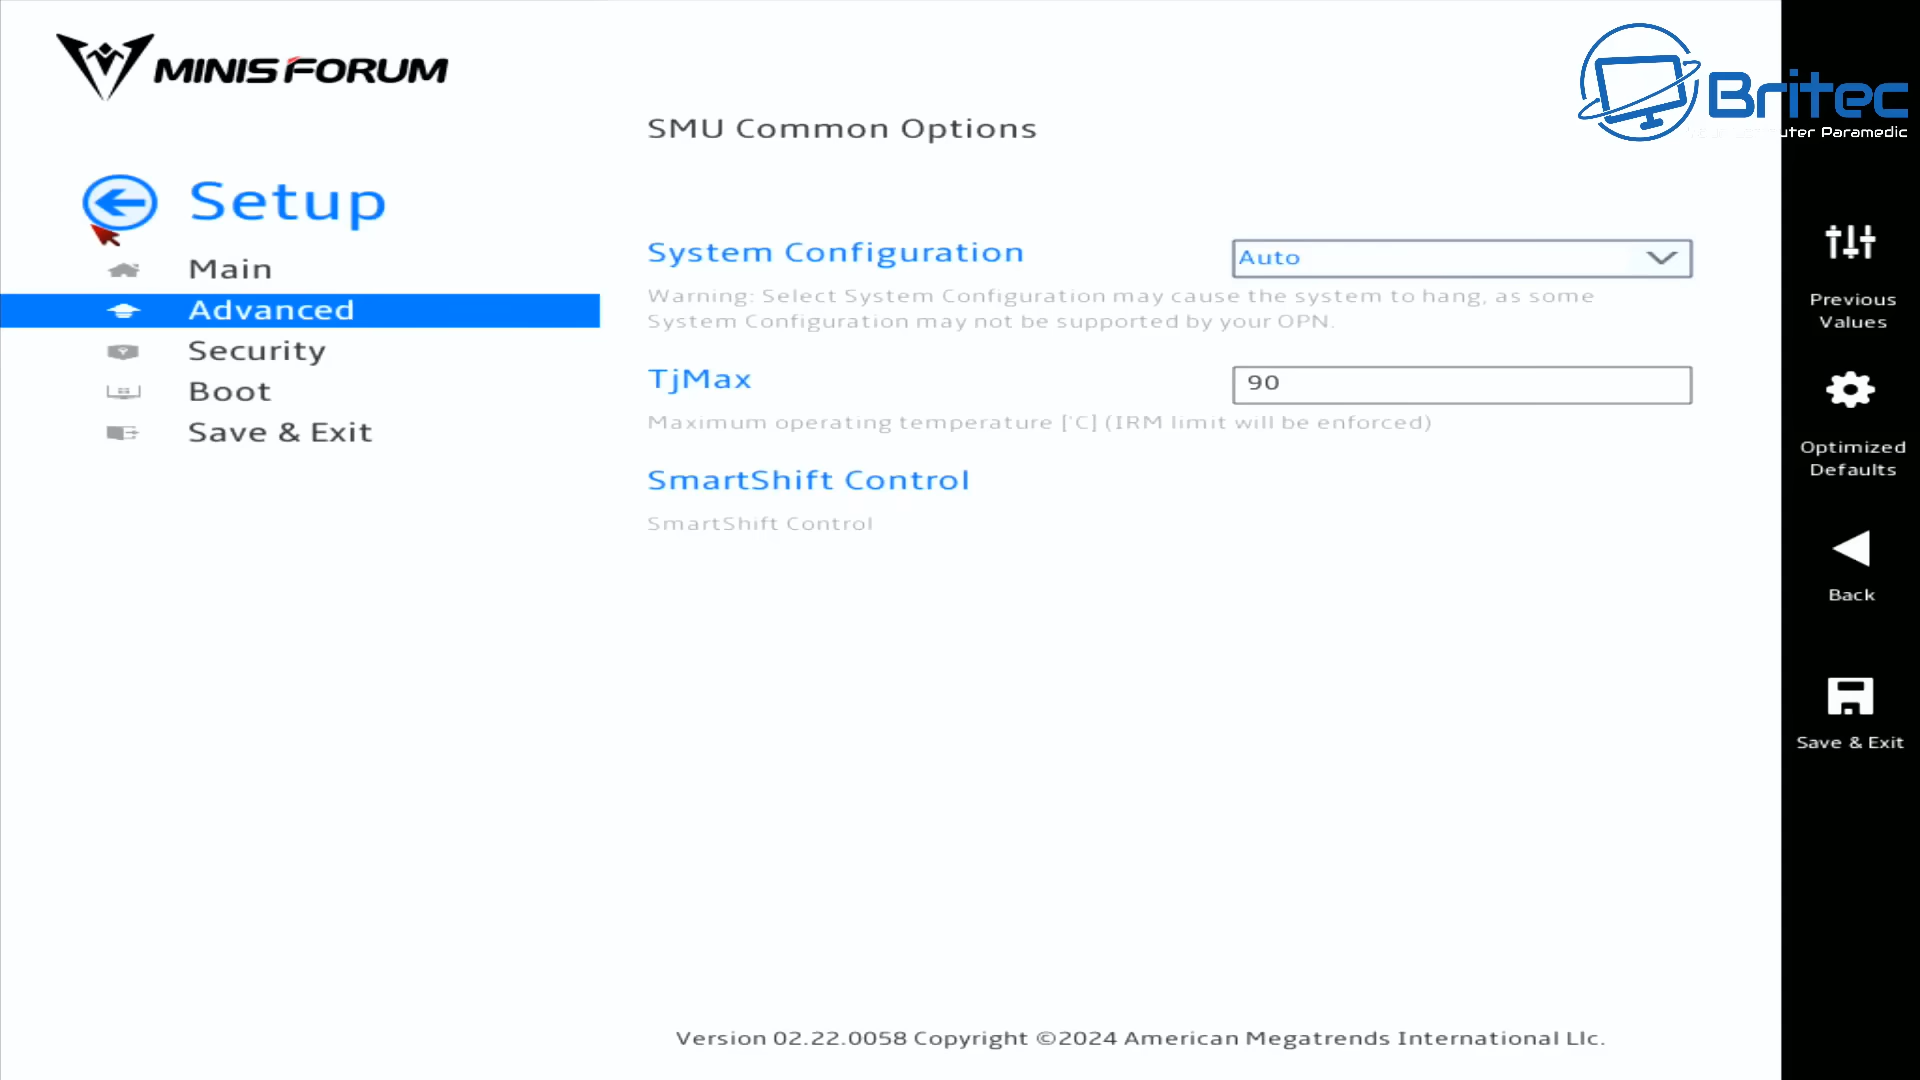 MINISFORUM
Britec
uter Paramedic
SMU Common Options
Setup
Main
Advanced
Security
Boot
Save & Exit
System Configuration
Auto
Warning: Select System Configuration may cause the system to hang, as some
System Configuration may not be supported by your OPN.
TjMax
90
Maximum operating temperature ['C] (IRM limit will be enforced)
SmartShift Control
SmartShift Control
Previous
Values
Optimized
Defaults
Back
Save & Exit
Version 02.22.0058 Copyright ©2024 American Megatrends International Llc.